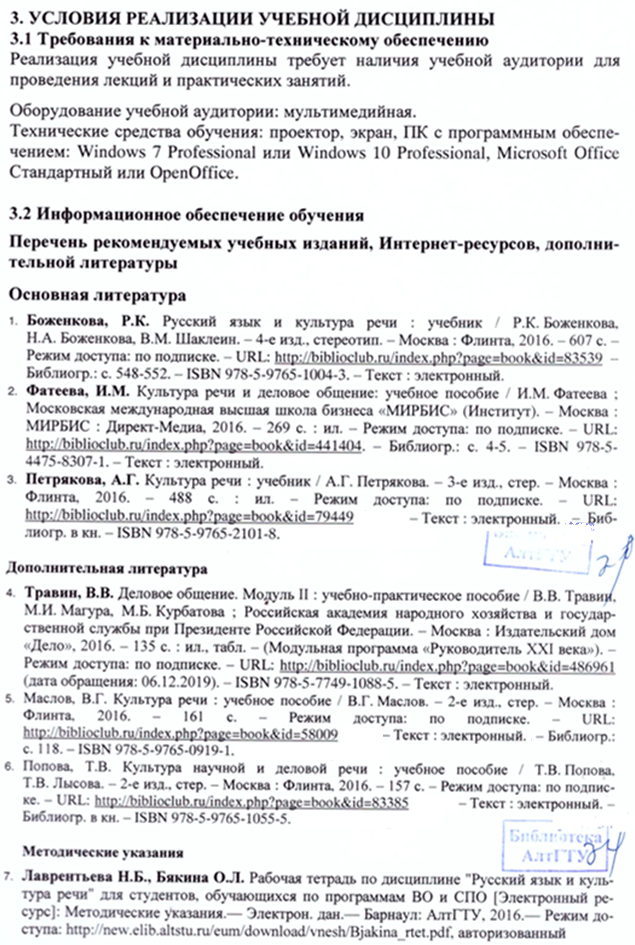 3. УСЛОВИЯ РЕАЛИЗАЦИИ УЧЕБНОЙ ДИСЦИПЛИНЫ
3.1 Требования к материально-техническому обеспечению
Реализация учебной дисциплины требует наличия учебной аудитории для
проведения лекций и практических занятий.
Оборудование учебной аудитории: мультимедийная.
Технические средства обучения: проектор, экран, ПК с программным обеспе-
чением: Windows 7 Professional или Windows 10 Professional, Microsoft Office
Стандартный или OpenOffice.
3.2 Информационное обеспечение обучения
Перечень рекомендуемых учебных изданий, Интернет-ресурсов, дополни-
тельной литературы
Основная литература
1. Боженкова, Р.К. Русский язык и культура речи : учебник / Р.К. Боженкова,
Н.А. Боженкова, В.М. Шаклеин. – 4-е изд., стереотип. – Москва : Флинта, 2016. – 607 с. –
Режим доступа: по подписке. – URL: http://biblioclub.ru/index.php?page=book&id=83539 –
Библиогр.: с. 548-552. – ISBN 978-5-9765-1004-3. – Текст : электронный.
2. Фатеева, И.М. Культура речи и деловое общение: учебное пособие / И.М. Фатеева ;
Московская международная высшая школа бизнеса «МИРБИС» (Институт). – Москва :
МИРБИС : Директ-Медиа, 2016. – 269 с. : ил. – Режим доступа: по подписке. – URL:
http://biblioclub.ru/index.php?page=book&id=441404. – Библиогр.: с. 4-5. – ISBN 978-5-
4475-8307-1. – Текст : электронный.
3. Петрякова, А.Г. Культура речи : учебник / А.Г. Петрякова. – 3-е изд., стер. – Москва :
Флинта, 2016. – 488 с. : ил. – Режим доступа: по подписке. – URL:
http://biblioclub.ru/index.php?page=book&id=79449 – Текст : электронный. – Биб-
лиогр. в кн. – ISBN 978-5-9765-2101-8.
АлтГТУ
Дополнительная литература
4. Травин, В.В. Деловое общение. Модуль II : учебно-практическое пособие / В.В. Травин,
М.И. Магура, М.Б. Курбатова ; Российская академия народного хозяйства и государ-
ственной службы при Президенте Российской Федерации. – Москва : Издательский дом
«Дело», 2016. – 135 с. : ил., табл. – (Модульная программа «Руководитель XXI века»). –
Режим доступа: по подписке. – URL: http://biblioclub.ru/index.php?page=book&id=486961
(дата обращения: 06.12.2019). – ISBN 978-5-7749-1088-5. – Текст : электронный.
5. Маслов, В.Г. Культура речи : учебное пособие / В.Г. Маслов. – 2-е изд., стер. – Москва :
Флинта, 2016. – 161 с. – Режим доступа: по подписке. – URL:
http://biblioclub.ru/index.php?page=book&id=58009 – Текст : электронный. – Библиогр.:
с. 118. – ISBN 978-5-9765-0919-1.
6. Попова, Т.В. Культура научной и деловой речи : учебное пособие / Т.В. Попова,
Т.В. Лысова. – 2-е изд., стер. – Москва : Флинта, 2016. – 157 с. – Режим доступа: по подпис-
ке. – URL: http://biblioclub.ru/index.php?page=book&id=83385 – Текст : электронный. –
Библиогр. в кн. – ISBN 978-5-9765-1055-5.
Библиотека
АлтГТУ
Методические указания
7. Лаврентьева Н.Б., Бякина О.Л. Рабочая тетрадь по дисциплине "Русский язык и куль-
тура речи" для студентов, обучающихся по программам ВО и СПО [Электронный ре-
сурс]: Методические указания.— Электрон. дан.— Барнаул: АлтГТУ, 2016.— Режим до-
ступа: http://new.elib.altstu.ru/eum/download/vnesh/Bjakina_rtet.pdf, авторизованный